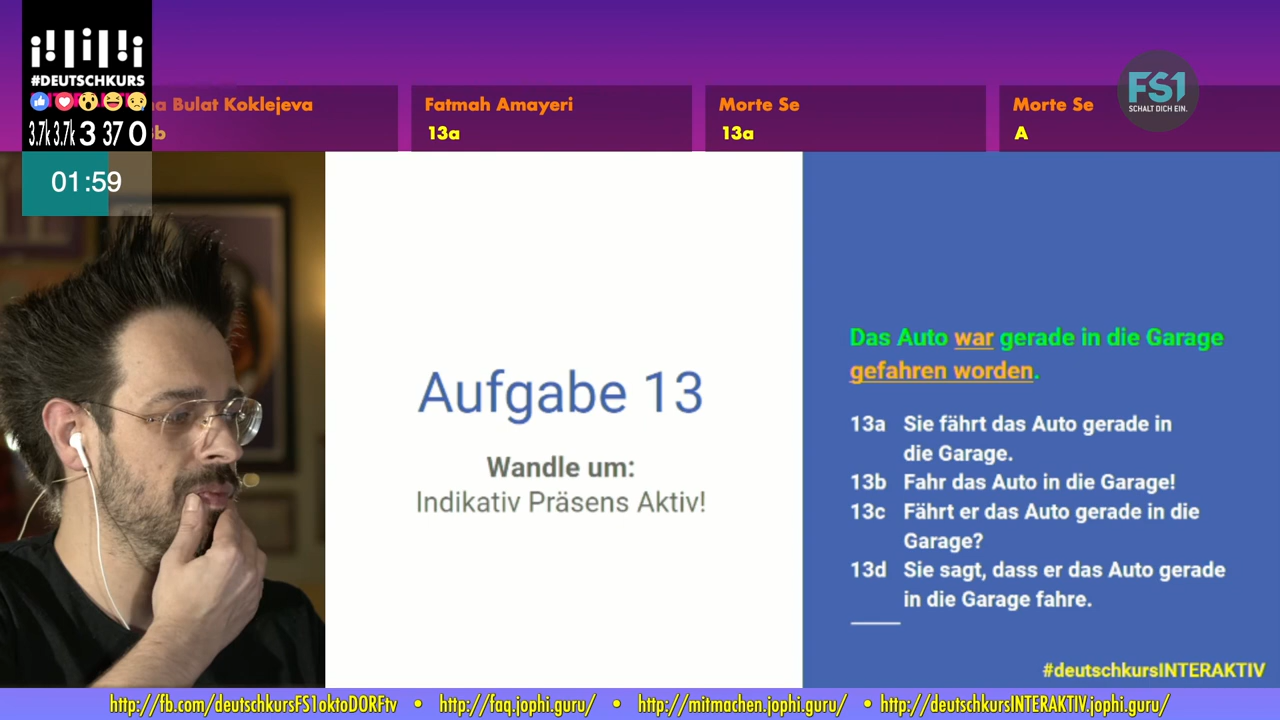 #DEUTSCHKURS
3.7k 3.7k 3 37 0
01:59
Bulat Koklejeva
Fatmah Amayeri
13a
Morte Se
13a
Morte Se
A
FS1
SCHALT DICH EIN.
Aufgabe 13
Wandle um:
Indikativ Präsens Aktiv!
Das Auto war gerade in die Garage
gefahren worden.
13a Sie fährt das Auto gerade in
die Garage.
13b Fahr das Auto in die Garage!
13c Fährt er das Auto gerade in die
Garage?
13d Sie sagt, dass er das Auto gerade
in die Garage fahre.
#deutschkursINTERAKTIV
http://fb.com/deutschkursFS1oktoDORFtv • http://faq.jophi.guru/ • http://mitmachen.jophi.guru/ • http://deutschkursINTERAKTIV.jophi.guru/